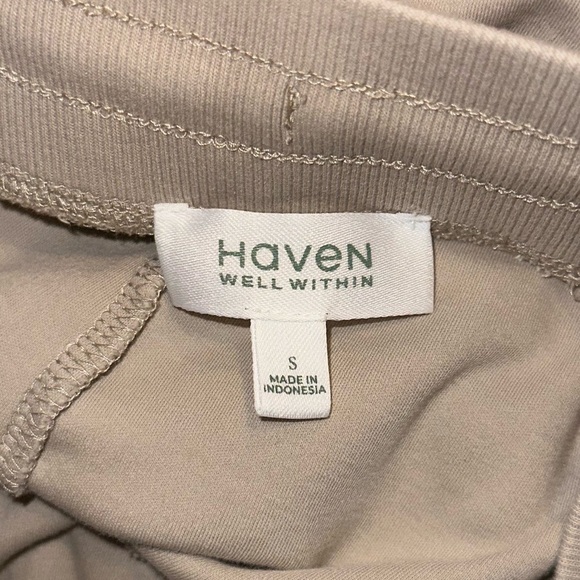 HaveN
WELL WITHIN
S
MADE IN
INDONESIA